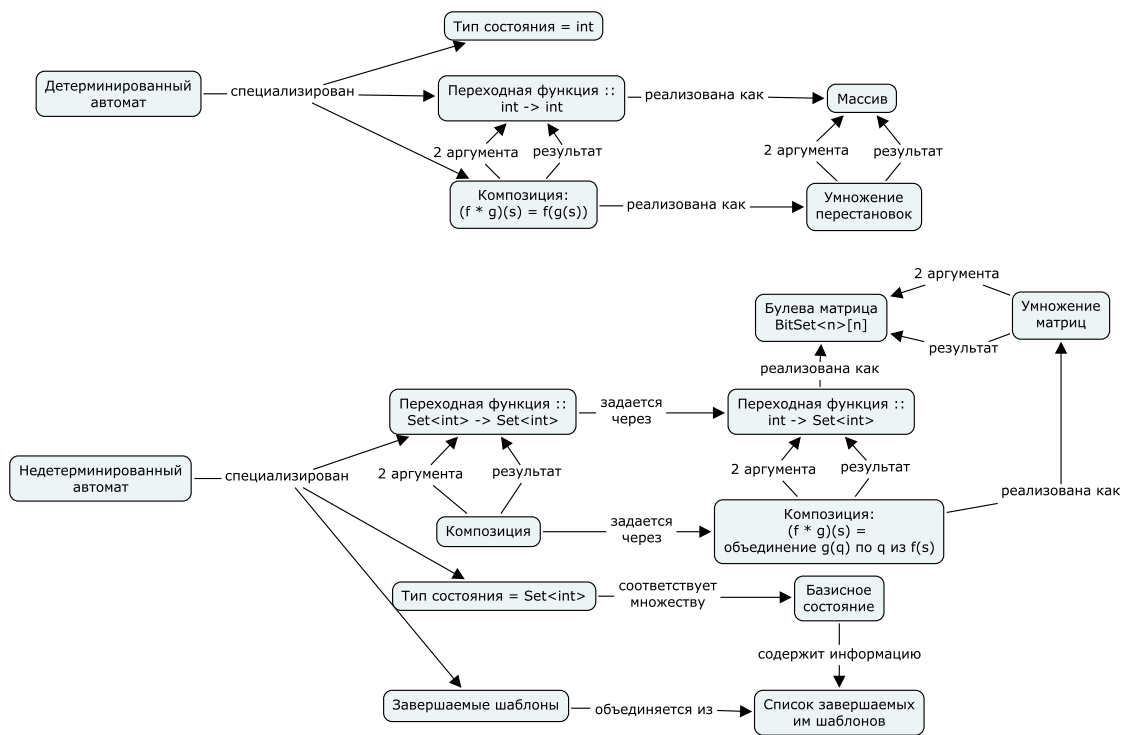 Тип состояния = int
Детерминированный
автомат
специализирован
Переходная функция ::
int -> int
реализована как
Массив
2 аргумента
результат
2 аргумента
результат
Композиция:
(f * g)(s) = f(g(s))
реализована как
Умножение
перестановок
2 аргумента
Булева матрица
BitSet<n>[n]
Умножение
матриц
результат
реализована как
Переходная функция ::
Set<int> -> Set<int>
задается
через
Переходная функция ::
int -> Set<int>
Недетерминированный
автомат
специализирован
2 аргумента
результат
2 аргумента
результат
реализована как
Композиция
задается
через
Композиция:
(f * g)(s) =
объединение g(q) по q из f(s)
Тип состояния = Set<int>
соответствует
множеству
Базисное
состояние
содержит информацию
Завершаемые шаблоны
объединяется из
Список завершаемых
им шаблонов